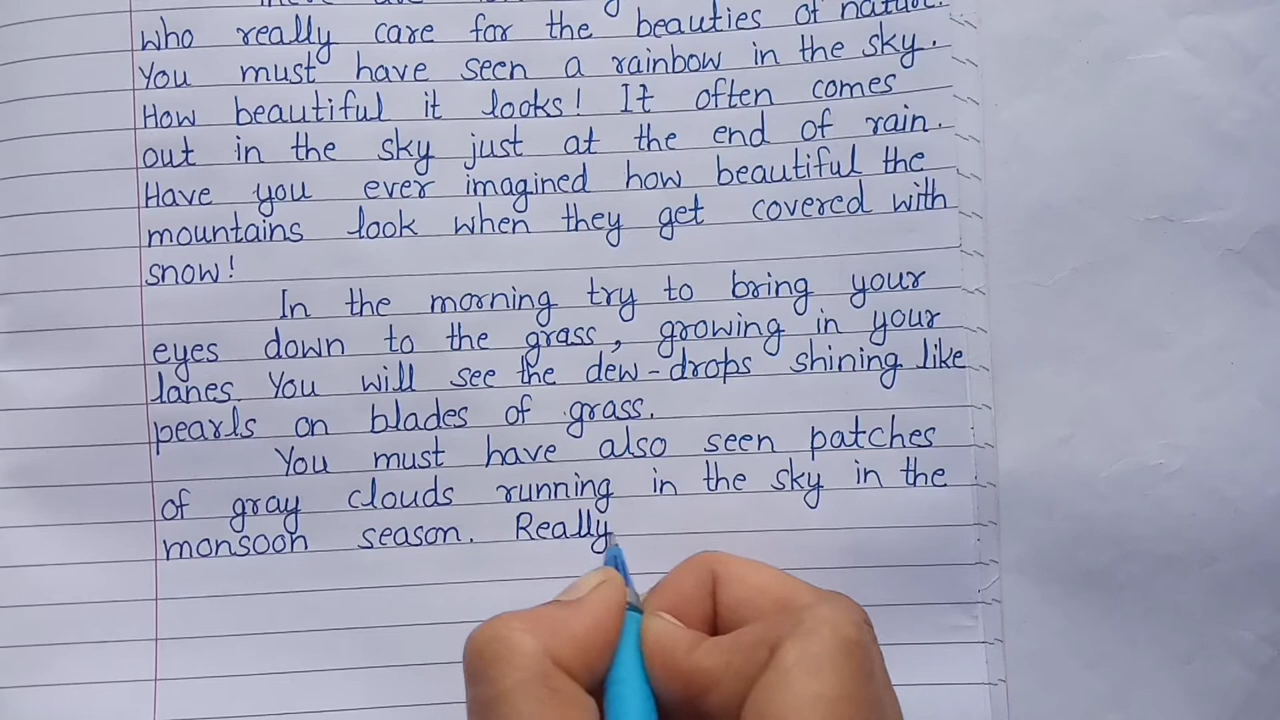 who really care for the beauties of nature.
You must have seen a rainbow in the sky.
How beautiful it looks! It often comes
out in the sky just at the end of rain.
Have you ever imagined how beautiful the
mountains look when they get covered with
snow!
In the morning try to bring your
eyes down to the grass, growing in your
lanes. You will see the dew-drops shining like
pearls on blades of grass.
You must have also seen patches
of gray clouds running in the sky in the
monsoon season. Really